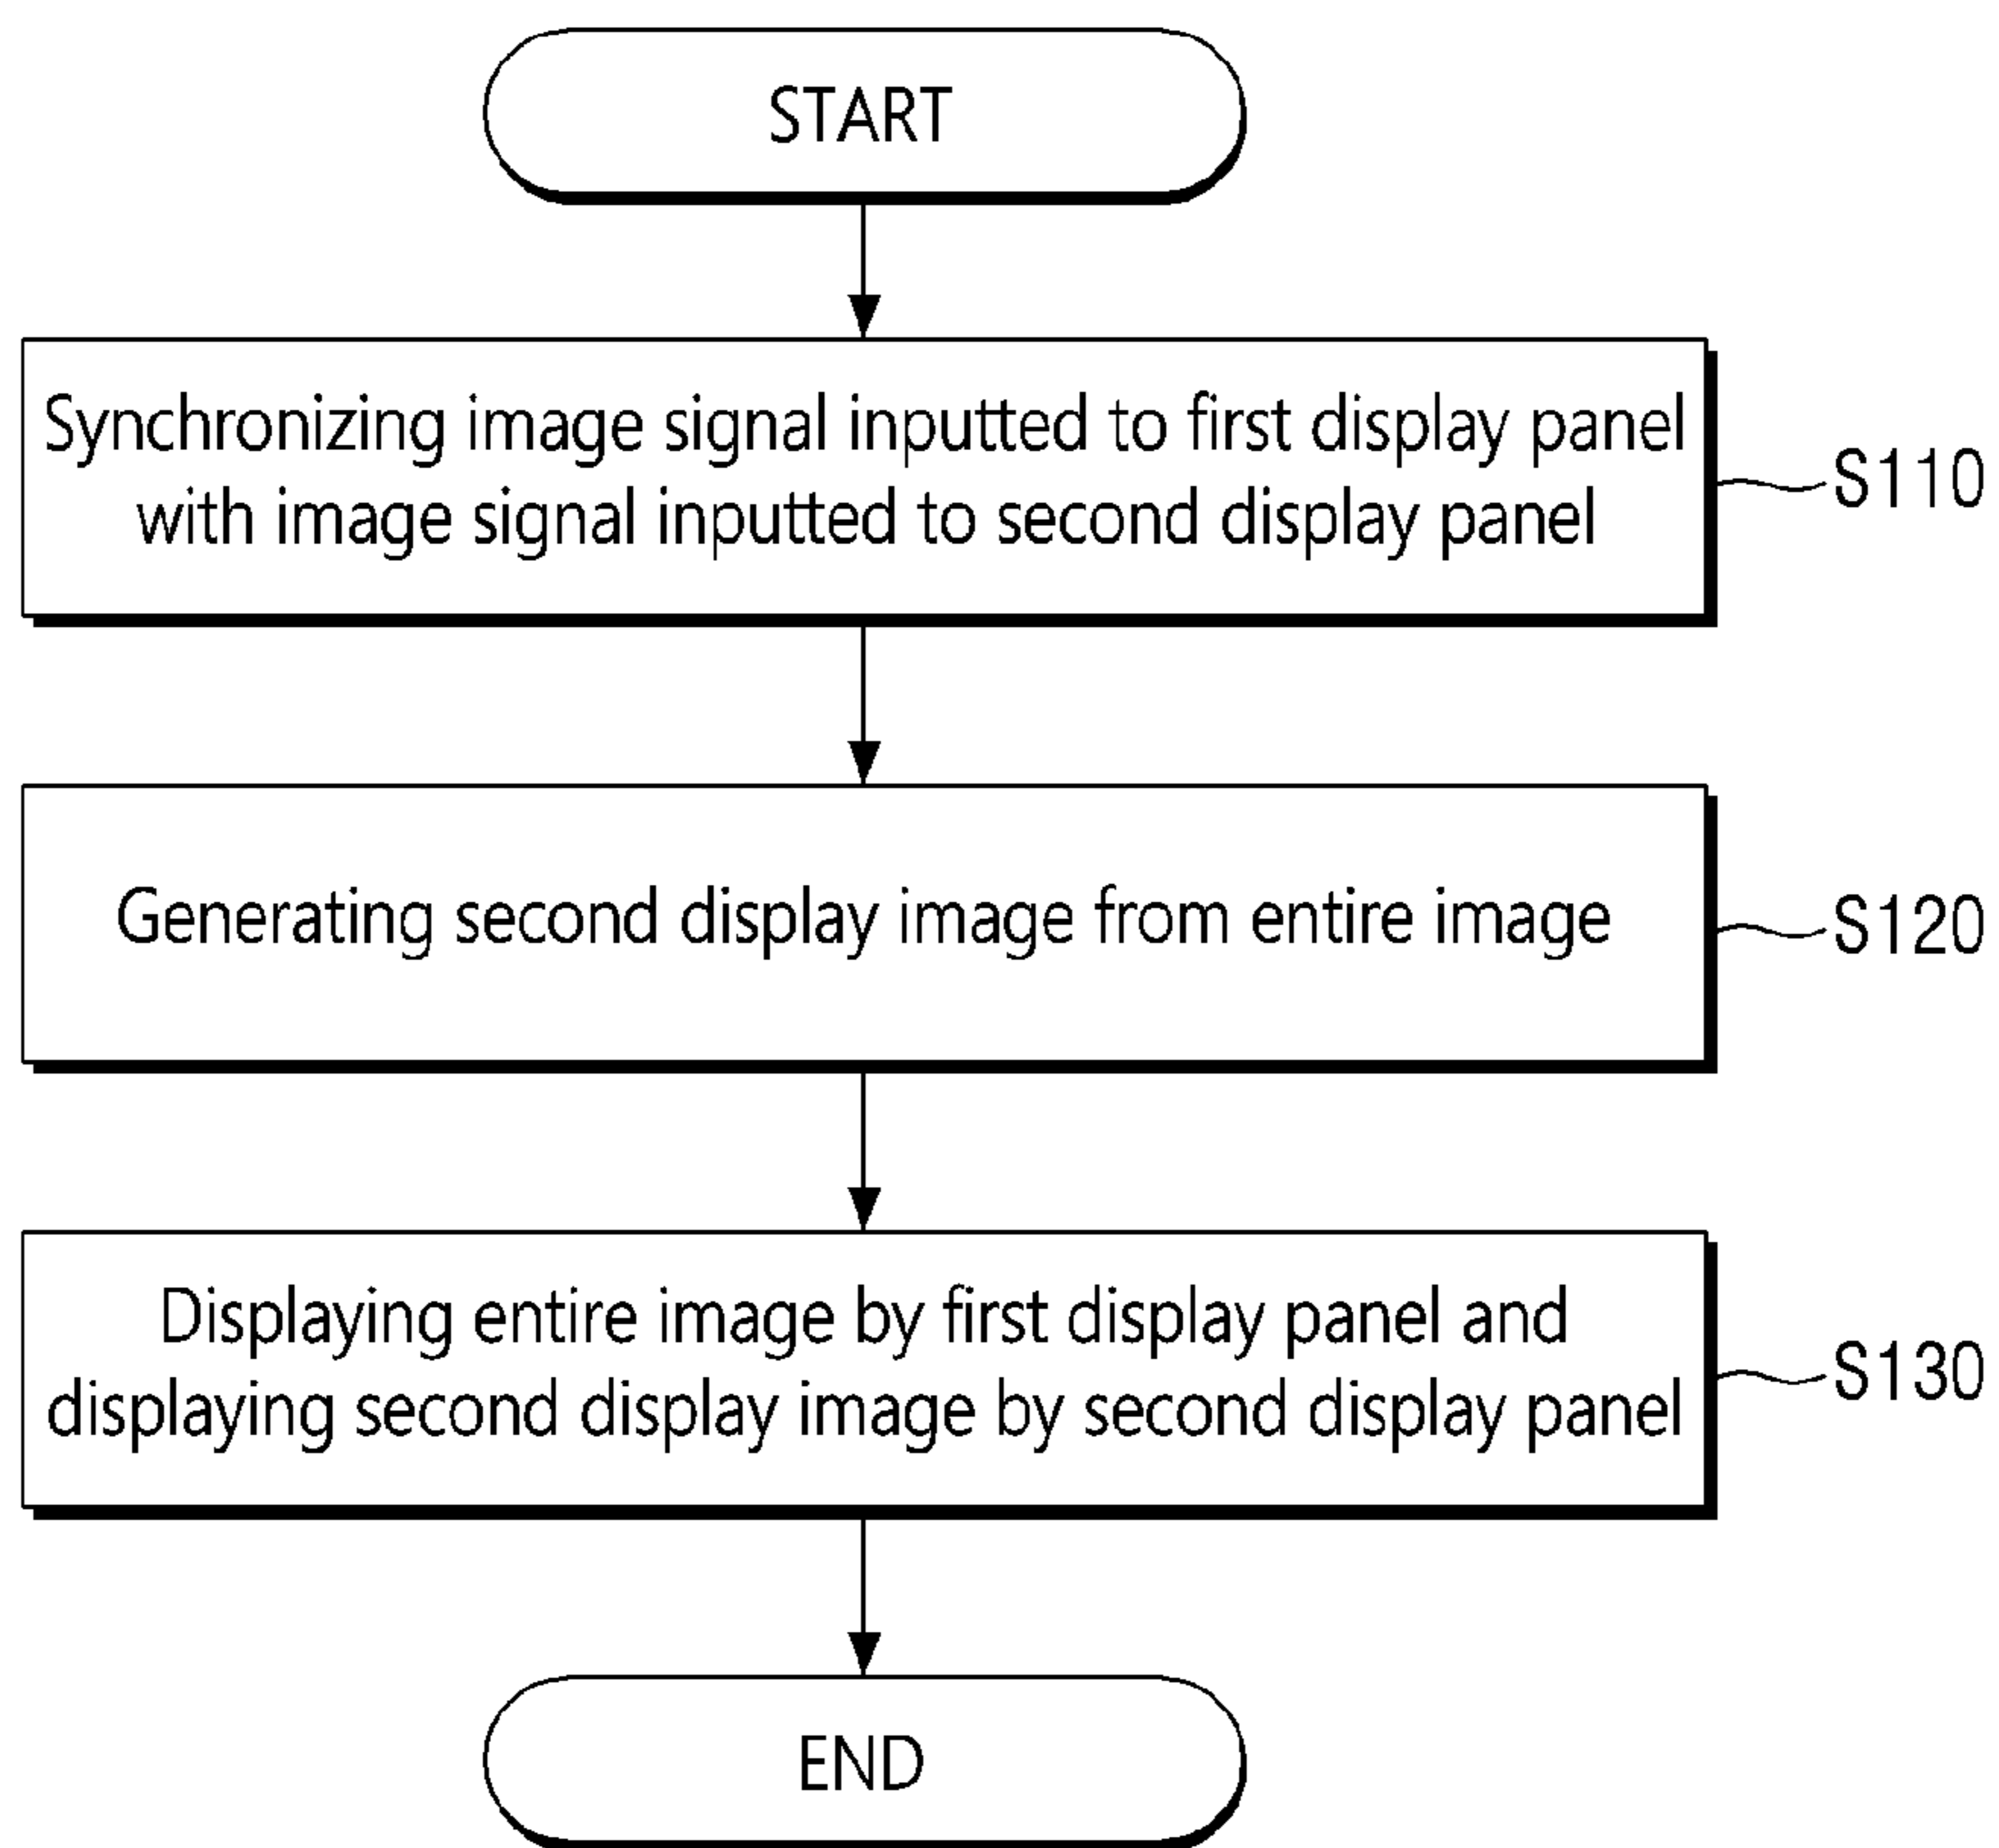 START
Synchronizing image signal inputted to first display panel
with image signal inputted to second display panel
S110
Generating second display image from entire image
S120
Displaying entire image by first display panel and
displaying second display image by second display panel
S130
END